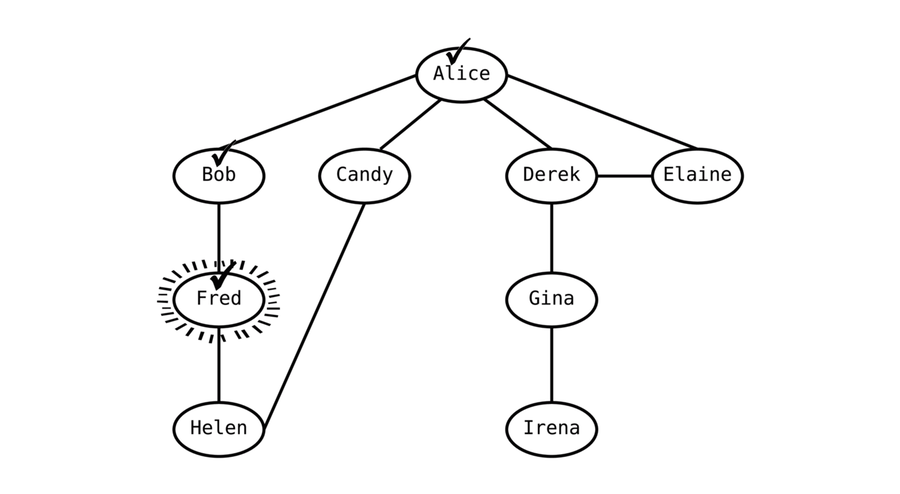 Alice
Bob
Candy
Derek
Elaine
Fred
Gina
Helen
Irena